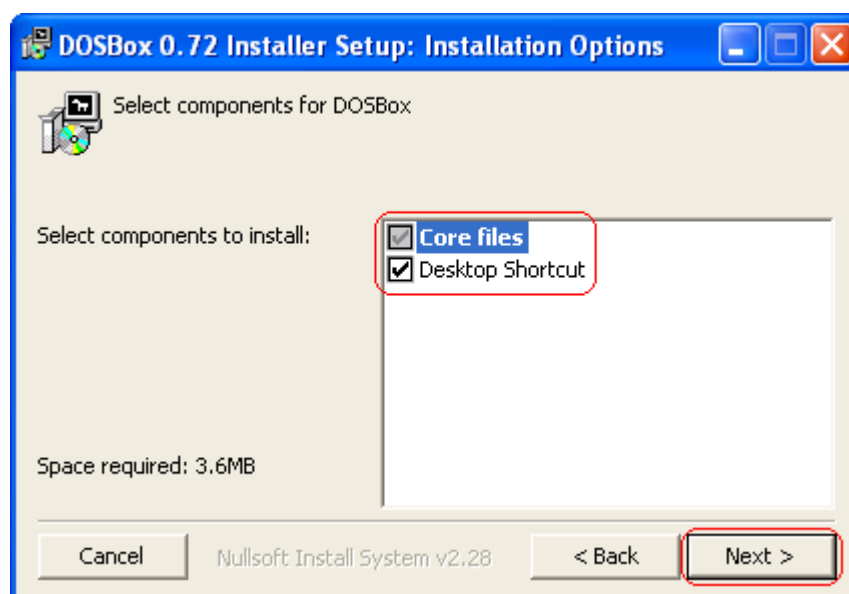 DOSBox 0.72 Installer Setup: Installation Options
Select components for DOSBox
Select components to install:
Core files
Desktop Shortcut
Space required: 3.6MB
Cancel
Nullsoft Install System v2.28
< Back
Next >